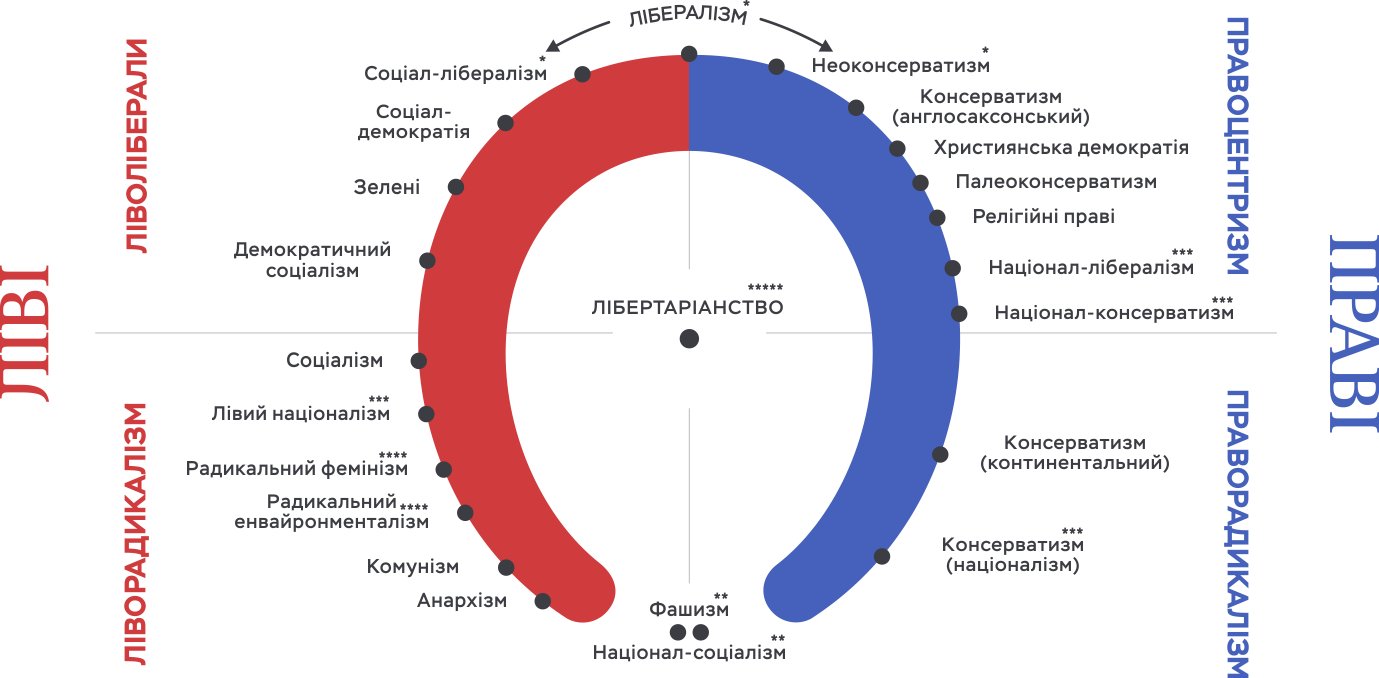 ЛІБЕРАЛІЗМ*
ЛІВОЛІБЕРАЛИ
ЛІВІ
ЛІВОРАДИКАЛІЗМ
Соціал-лібералізм*
Соціал-
демократія
Зелені
Демократичний
соціалізм
Соціалізм
Лівий націоналізм***
Радикальний фемінізм****
Радикальний
енвайронменталізм****
Комунізм
Анархізм
ЛІБЕРТАРІАНСТВО*****
Фашизм**
Націонал-соціалізм**
Неоконсерватизм*
Консерватизм
(англосаксонський)
Християнська демократія
Палеоконсерватизм
Релігійні праві
Націонал-лібералізм***
Націонал-консерватизм***
Консерватизм
(континентальний)
Консерватизм***
(націоналізм)
ПРАВОЦЕНТРИЗМ
ПРАВІ
ПРАВОРАДИКАЛІЗМ